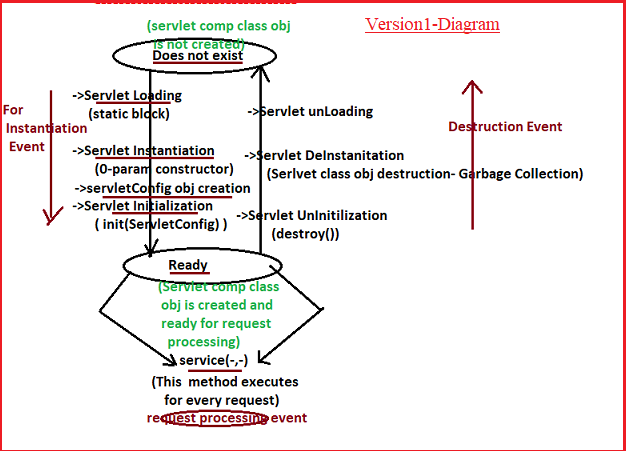 Version1-Diagram
(servlet comp class obj
is not created)
Does not exist
For
Instantiation
Event
->Servlet Loading
(static block)
->Servlet Instantiation
(0-param constructor)
->servletConfig obj creation
->Servlet Initialization
( init(ServletConfig) )
->Servlet unLoading
->Servlet DeInstanitation
(Serlvet class obj destruction- Garbage Collection)
->Servlet UnInitilization
(destroy())
Destruction Event
Ready
(Servlet comp class
obj is created and
ready for request
processing)
service(-,-)
(This method executes
for every request)
request processing event